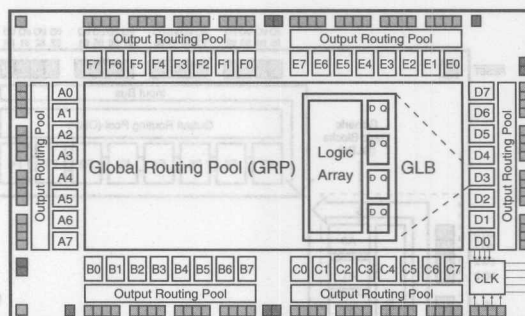 Output Routing Pool
Output Routing Pool
F7 F6 F5 F4 F3 F2 F1 F0
E7 E6 E5 E4 E3 E2 E1 E0
Output Routing Pool
A0
A1
A2
A3
A4
A5
A6
A7
Global Routing Pool (GRP)
Logic
Array
GLB
D7
D6
D5
D4
D3
D2
D1
D0
Output Routing Pool
CLK
B0 B1 B2 B3 B4 B5 B6 B7
C0 C1 C2 C3 C4 C5 C6 C7
Output Routing Pool
Output Routing Pool